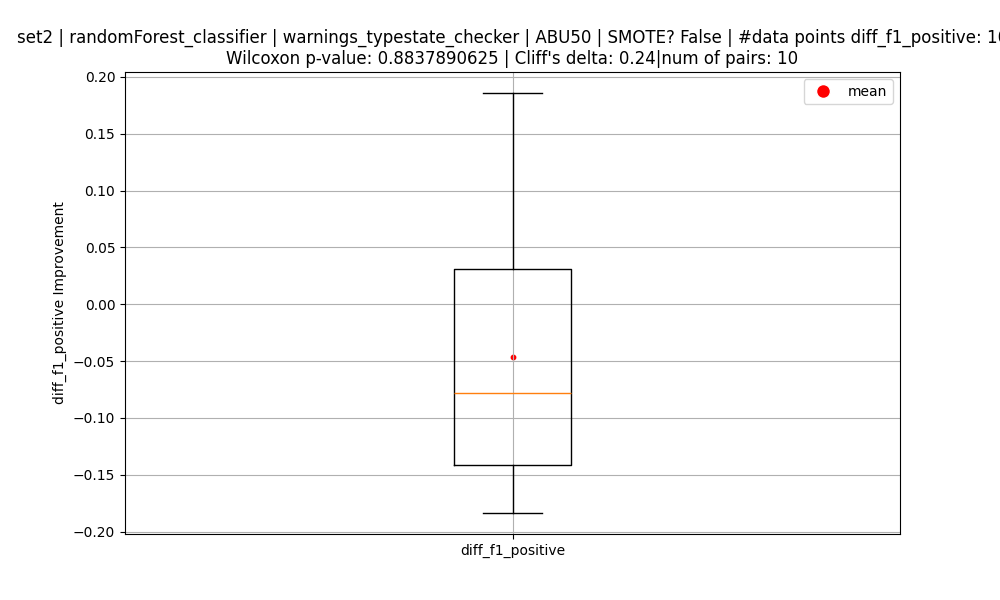 set2 | randomForest_classifier | warnings_typestate_checker | ABU50 | SMOTE? False | #data points diff_f1_positive: 10
Wilcoxon p-value: 0.8837890625 | Cliff's delta: 0.24|num of pairs: 10
mean
0.20
0.15
0.10
0.05
0.00
−0.05
−0.10
−0.15
−0.20
diff_f1_positive Improvement
diff_f1_positive